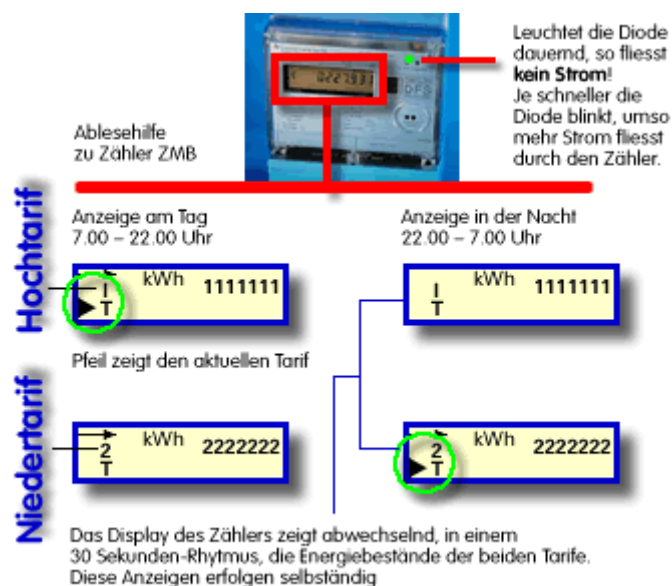 Leuchtet die Diode
dauernd, so fliesst
kein Strom!
Je schneller die
Diode blinkt, umso
mehr Strom fliesst
durch den Zähler.
Ablesehilfe
zu Zähler ZMB
Hochtarif
Anzeige am Tag
7.00 – 22.00 Uhr
Anzeige in der Nacht
22.00 – 7.00 Uhr
I T kWh 1111111
I T kWh 1111111
Pfeil zeigt den aktuellen Tarif
Niedertarif
2 T kWh 2222222
2 T kWh 2222222
Das Display des Zählers zeigt abwechselnd, in einem
30 Sekunden-Rhytmus, die Energiebestände der beiden Tarife.
Diese Anzeigen erfolgen selbständig